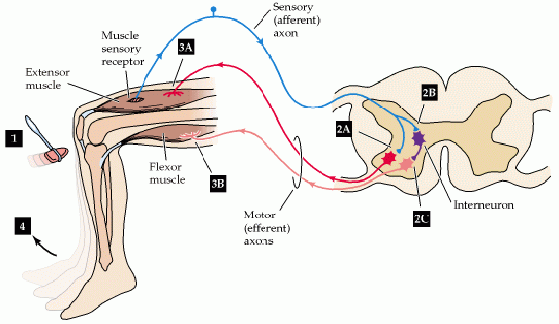 Sensory
(afferent)
axon
Muscle
sensory
receptor
3A
Extensor
muscle
2B
2A
1
Flexor
muscle
3B
Motor
(efferent)
axons
Interneuron
2C
4